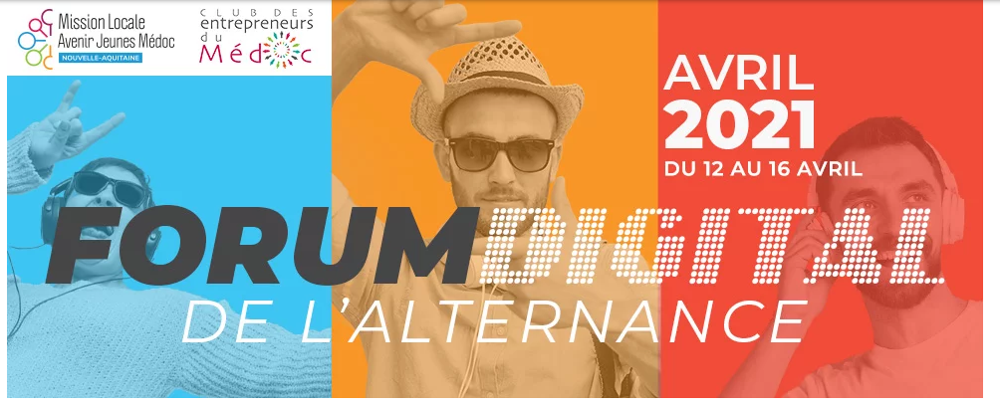 Mission Locale
Avenir Jeunes Médoc
NOUVELLE-AQUITAINE
CLUB DES
entrepreneurs
du
Médoc
AVRIL
2021
DU 12 AU 16 AVRIL
FORUMDIGITAL
DE L'ALTERNANCE